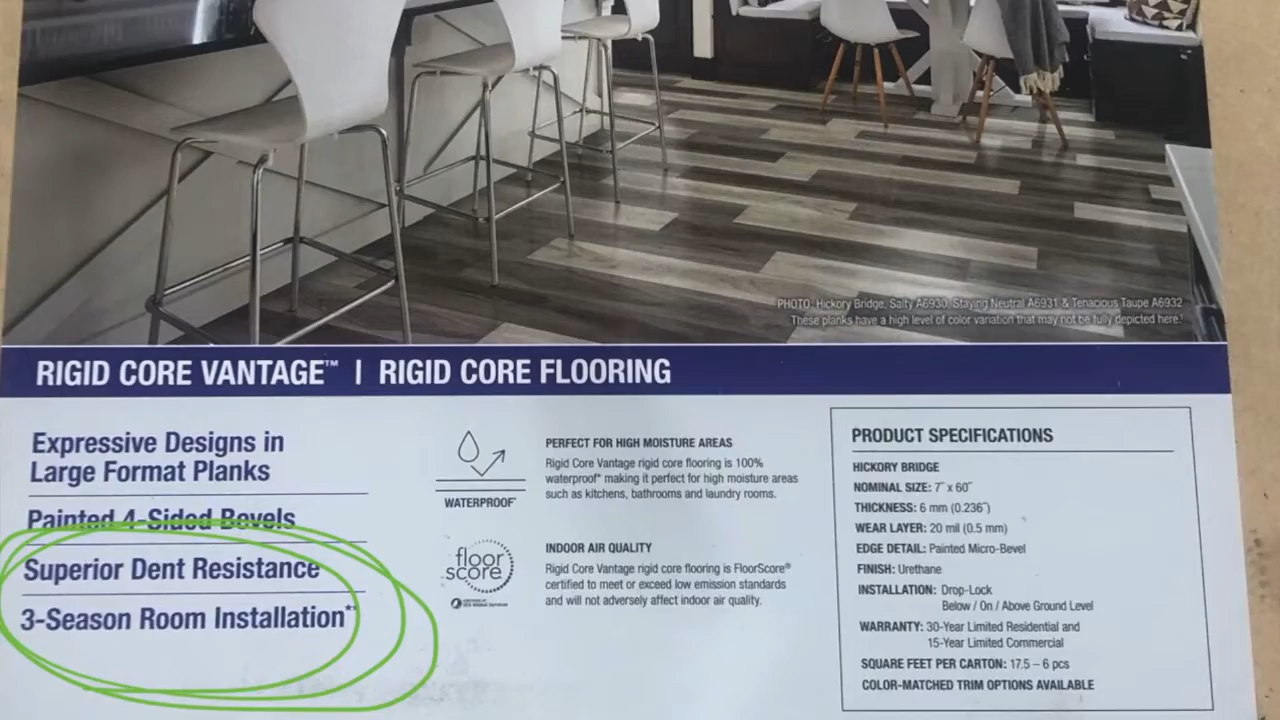 PHOTO: Hickory Bridge, Salty A6930, Staying Neutral A6931 & Tenacious Taupe A6932
These planks have a high level of color variation that may not be fully depicted here.
RIGID CORE VANTAGE™ | RIGID CORE FLOORING
Expressive Designs in
Large Format Planks
Painted 4-Sided Bevels
Superior Dent Resistance
3-Season Room Installation**
WATERPROOF*
PERFECT FOR HIGH MOISTURE AREAS
Rigid Core Vantage rigid core flooring is 100%
waterproof* making it perfect for high moisture areas
such as kitchens, bathrooms and laundry rooms.
floor
score
INDOOR AIR QUALITY
Rigid Core Vantage rigid core flooring is FloorScore®
certified to meet or exceed low emission standards
and will not adversely affect indoor air quality.
PRODUCT SPECIFICATIONS
HICKORY BRIDGE
NOMINAL SIZE: 7" x 60"
THICKNESS: 6 mm (0.236")
WEAR LAYER: 20 mil (0.5 mm)
EDGE DETAIL: Painted Micro-Bevel
FINISH: Urethane
INSTALLATION: Drop-Lock
Below / On / Above Ground Level
WARRANTY: 30-Year Limited Residential and
15-Year Limited Commercial
SQUARE FEET PER CARTON: 17.5 – 6 pcs
COLOR-MATCHED TRIM OPTIONS AVAILABLE